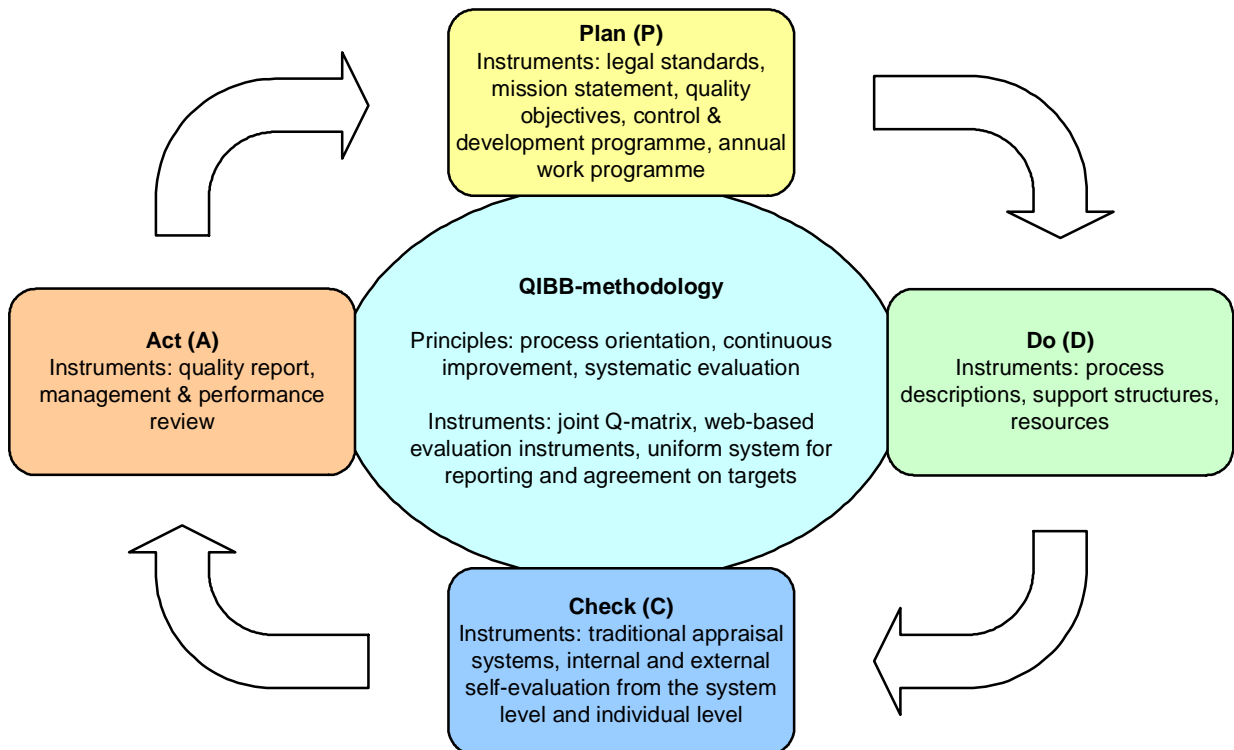 Plan (P)
Instruments: legal standards,
mission statement, quality
objectives, control &
development programme, annual
work programme
QIBB-methodology
Principles: process orientation, continuous
improvement, systematic evaluation
Instruments: joint Q-matrix, web-based
evaluation instruments, uniform system for
reporting and agreement on targets
Act (A)
Instruments: quality report,
management & performance
review
Do (D)
Instruments: process
descriptions, support structures,
resources
Check (C)
Instruments: traditional appraisal
systems, internal and external
self-evaluation from the system
level and individual level